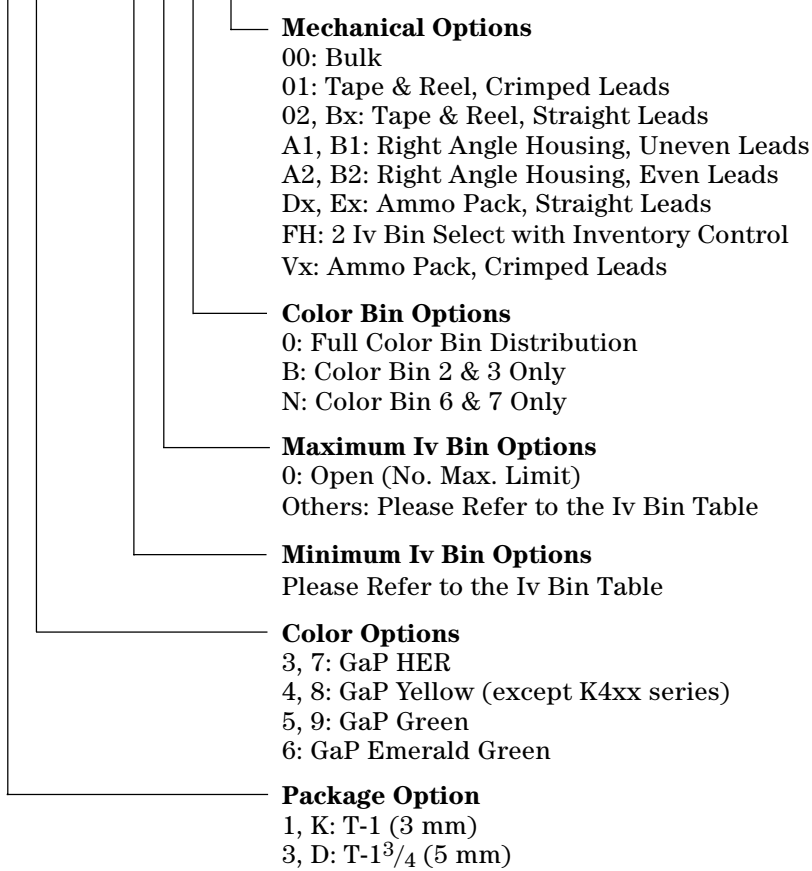 Mechanical Options
00: Bulk
01: Tape & Reel, Crimped Leads
02, Bx: Tape & Reel, Straight Leads
A1, B1: Right Angle Housing, Uneven Leads
A2, B2: Right Angle Housing, Even Leads
Dx, Ex: Ammo Pack, Straight Leads
FH: 2 Iv Bin Select with Inventory Control
Vx: Ammo Pack, Crimped Leads
Color Bin Options
0: Full Color Bin Distribution
B: Color Bin 2 & 3 Only
N: Color Bin 6 & 7 Only
Maximum Iv Bin Options
0: Open (No. Max. Limit)
Others: Please Refer to the Iv Bin Table
Minimum Iv Bin Options
Please Refer to the Iv Bin Table
Color Options
3, 7: GaP HER
4, 8: GaP Yellow (except K4xx series)
5, 9: GaP Green
6: GaP Emerald Green
Package Option
1, K: T-1 (3 mm)
3, D: T-13/4 (5 mm)